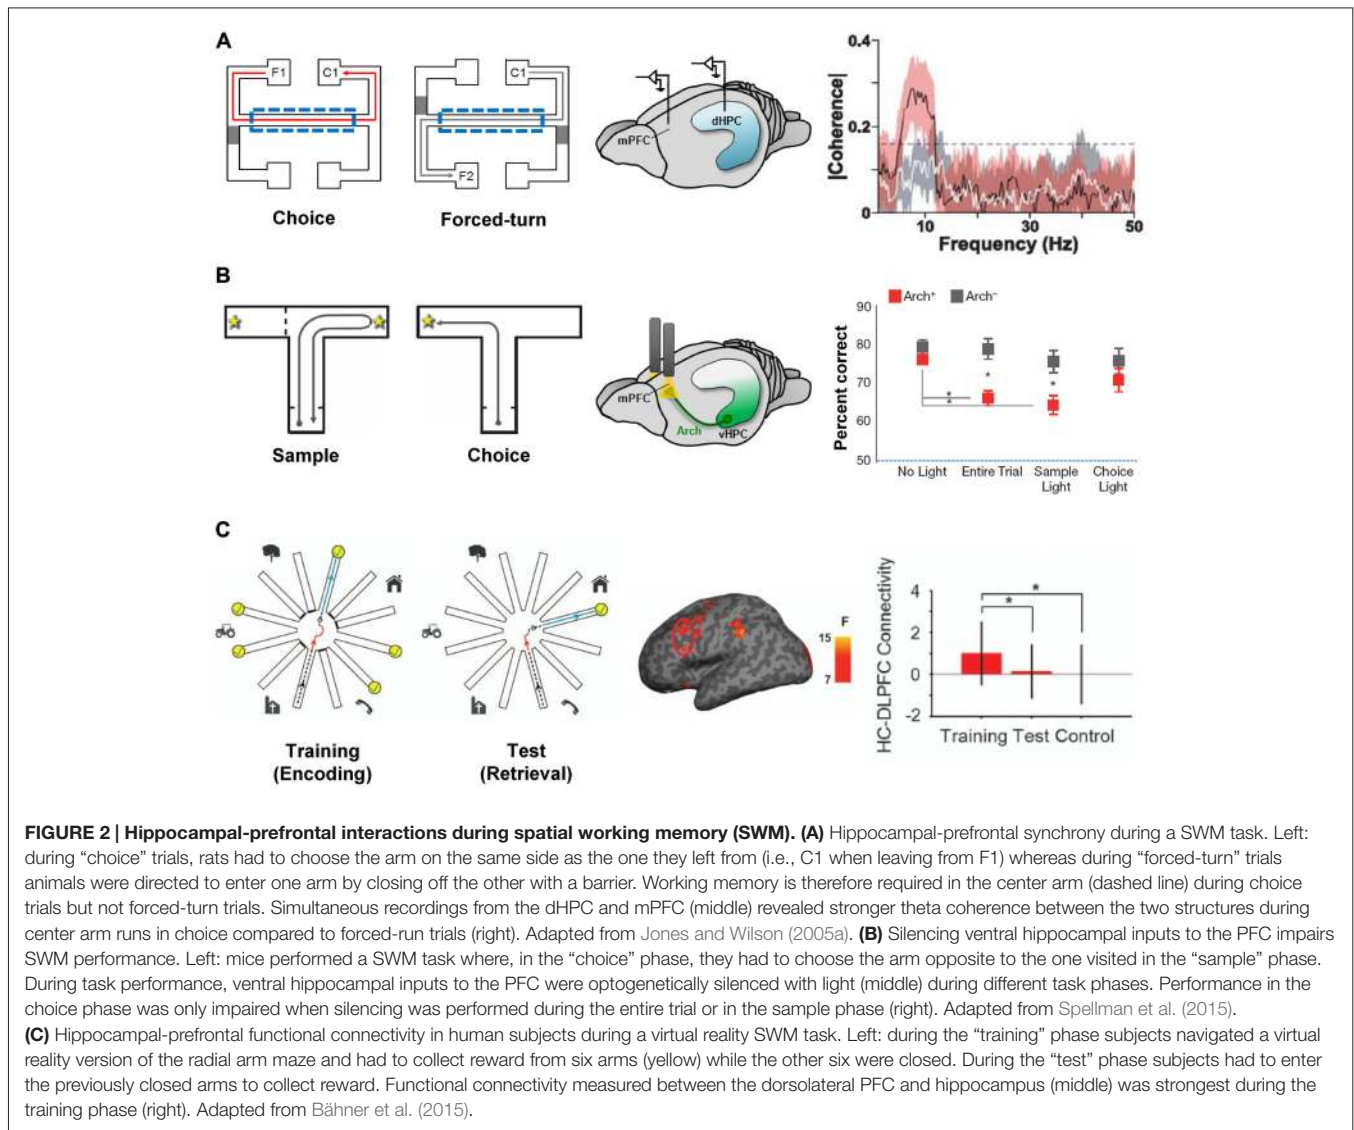 A
F1
C1
Choice
C1
F2
Forced-turn
mPFC
dHPC
|Coherence|
0.4
0.2
0
10
30
50
Frequency (Hz)
B
Sample
Choice
mPFC
Arch
vHPC
Arch⁺
Arch⁻
Percent correct
90
80
70
60
50
*
*
*
*
No Light
Entire Trial
Sample
Light
Choice
Light
C
Training
(Encoding)
Test
(Retrieval)
F
15
7
HC-DLPFC Connectivity
4
2
0
-2
*
*
Training Test Control
FIGURE 2 | Hippocampal-prefrontal interactions during spatial working memory (SWM). (A) Hippocampal-prefrontal synchrony during a SWM task. Left:
during “choice” trials, rats had to choose the arm on the same side as the one they left from (i.e., C1 when leaving from F1) whereas during “forced-turn” trials
animals were directed to enter one arm by closing off the other with a barrier. Working memory is therefore required in the center arm (dashed line) during choice
trials but not forced-turn trials. Simultaneous recordings from the dHPC and mPFC (middle) revealed stronger theta coherence between the two structures during
center arm runs in choice compared to forced-run trials (right). Adapted from Jones and Wilson (2005a). (B) Silencing ventral hippocampal inputs to the PFC impairs
SWM performance. Left: mice performed a SWM task where, in the “choice” phase, they had to choose the arm opposite to the one visited in the “sample” phase.
During task performance, ventral hippocampal inputs to the PFC were optogenetically silenced with light (middle) during different task phases. Performance in the
choice phase was only impaired when silencing was performed during the entire trial or in the sample phase (right). Adapted from Spellman et al. (2015).
(C) Hippocampal-prefrontal functional connectivity in human subjects during a virtual reality SWM task. Left: during the “training” phase subjects navigated a virtual
reality version of the radial arm maze and had to collect reward from six arms (yellow) while the other six were closed. During the “test” phase subjects had to enter
the previously closed arms to collect reward. Functional connectivity measured between the dorsolateral PFC and hippocampus (middle) was strongest during the
training phase (right). Adapted from Bähner et al. (2015).